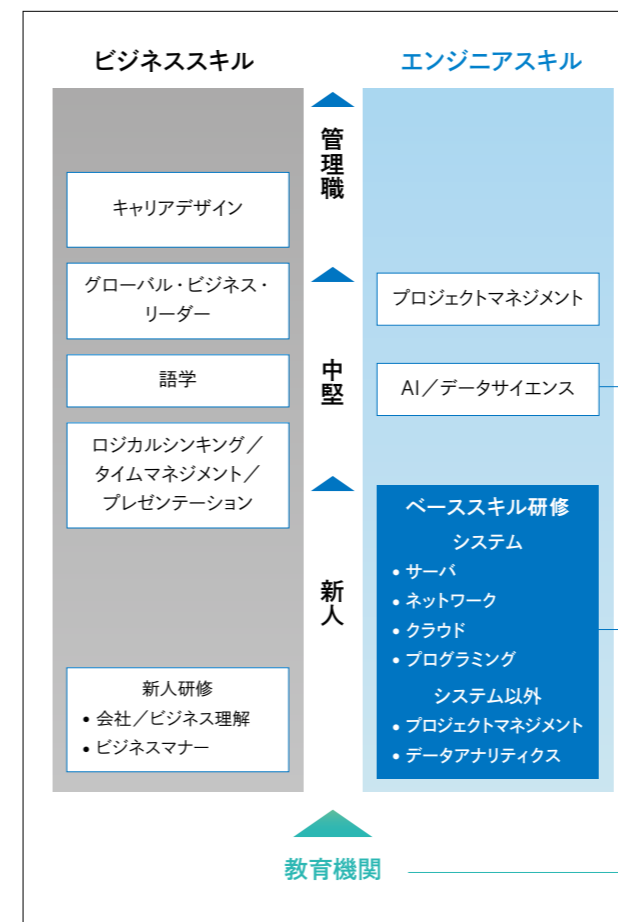 ビジネススキル
キャリアデザイン
グローバル・ビジネス・
リーダー
語学
ロジカルシンキング／
タイムマネジメント／
プレゼンテーション
新人研修
• 会社／ビジネス理解
• ビジネスマナー
管理職
中堅
新人
エンジニアスキル
プロジェクトマネジメント
AI／データサイエンス
ベーススキル研修
システム
• サーバ
• ネットワーク
• クラウド
• プログラミング
システム以外
• プロジェクトマネジメント
• データアナリティクス
教育機関